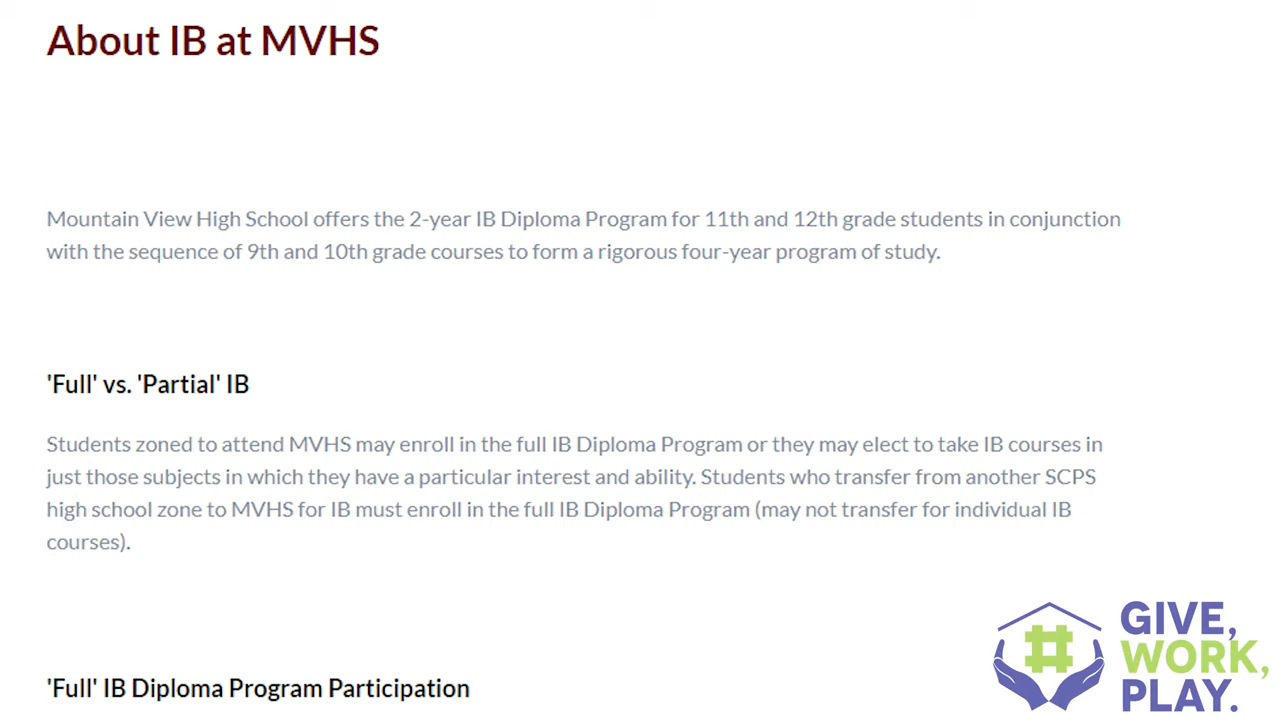 About IB at MVHS
Mountain View High School offers the 2-year IB Diploma Program for 11th and 12th grade students in conjunction
with the sequence of 9th and 10th grade courses to form a rigorous four-year program of study.
'Full' vs. 'Partial' IB
Students zoned to attend MVHS may enroll in the full IB Diploma Program or they may elect to take IB courses in
just those subjects in which they have a particular interest and ability. Students who transfer from another SCPS
high school zone to MVHS for IB must enroll in the full IB Diploma Program (may not transfer for individual IB
courses).
'Full' IB Diploma Program Participation
#
GIVE,
WORK,
PLAY.